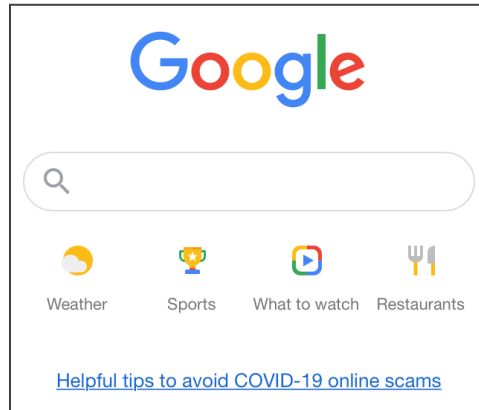 Google
Weather Sports What to watch Restaurants
Helpful tips to avoid COVID-19 online scams